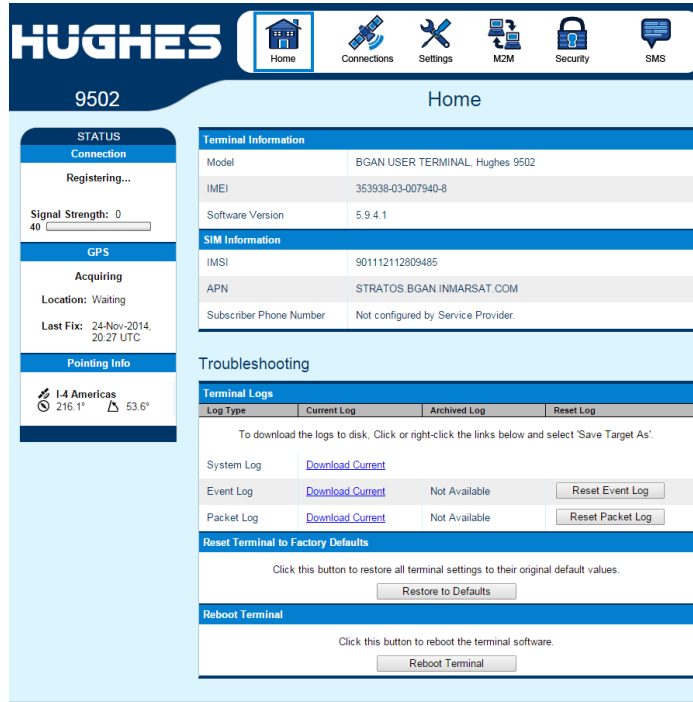 HUGHES
Home
Connections
Settings
M2M
Security
SMS
9502
Home
STATUS
Connection
Registering...
Signal Strength: 0
40
GPS
Acquiring
Location: Waiting
Last Fix: 24-Nov-2014,
20:27 UTC
Pointing Info
I-4 Americas
216.1° 53.6°
Terminal Information
Model BGAN USER TERMINAL, Hughes 9502
IMEI 353938-03-007940-8
Software Version 5.9.4.1
SIM Information
IMSI 901112112809485
APN STRATOS.BGAN.INMARSAT.COM
Subscriber Phone Number Not configured by Service Provider.
Troubleshooting
Terminal Logs
Log Type Current Log Archived Log Reset Log
To download the logs to disk, Click or right-click the links below and select 'Save Target As'.
System Log Download Current
Event Log Download Current Not Available Reset Event Log
Packet Log Download Current Not Available Reset Packet Log
Reset Terminal to Factory Defaults
Click this button to restore all terminal settings to their original default values.
Restore to Defaults
Reboot Terminal
Click this button to reboot the terminal software.
Reboot Terminal